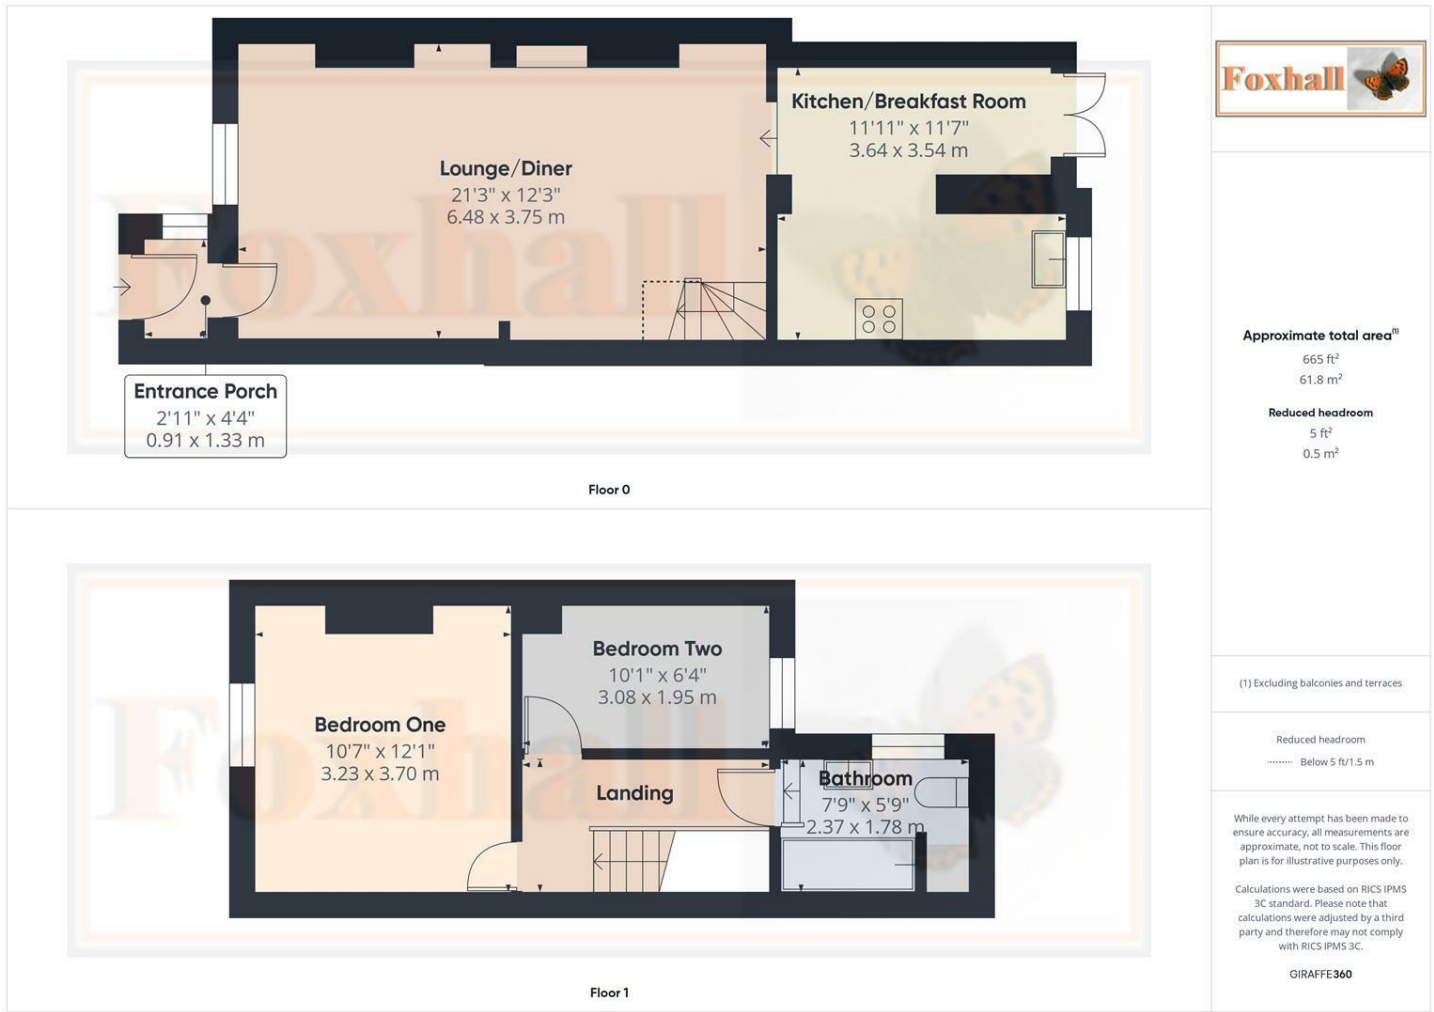 Lounge/Diner
21'3" x 12'3"
6.48 x 3.75 m
Kitchen/Breakfast Room
11'11" x 11'7"
3.64 x 3.54 m
Entrance Porch
2'11" x 4'4"
0.91 x 1.33 m
Foxhall
Floor 0
Bedroom One
10'7" x 12'1"
3.23 x 3.70 m
Bedroom Two
10'1" x 6'4"
3.08 x 1.95 m
Landing
Bathroom
7'9" x 5'9"
2.37 x 1.78 m
Foxhall
Floor 1
Foxhall
Approximate total area(1)
665 ft²
61.8 m²
Reduced headroom
5 ft²
0.5 m²
(1) Excluding balconies and terraces
Reduced headroom
Below 5 ft/1.5 m
While every attempt has been made to
ensure accuracy, all measurements are
approximate, not to scale. This floor
plan is for illustrative purposes only.
Calculations were based on RICS IPMS
3C standard. Please note that
calculations were adjusted by a third
party and therefore may not comply
with RICS IPMS 3C.
GIRAFFE360